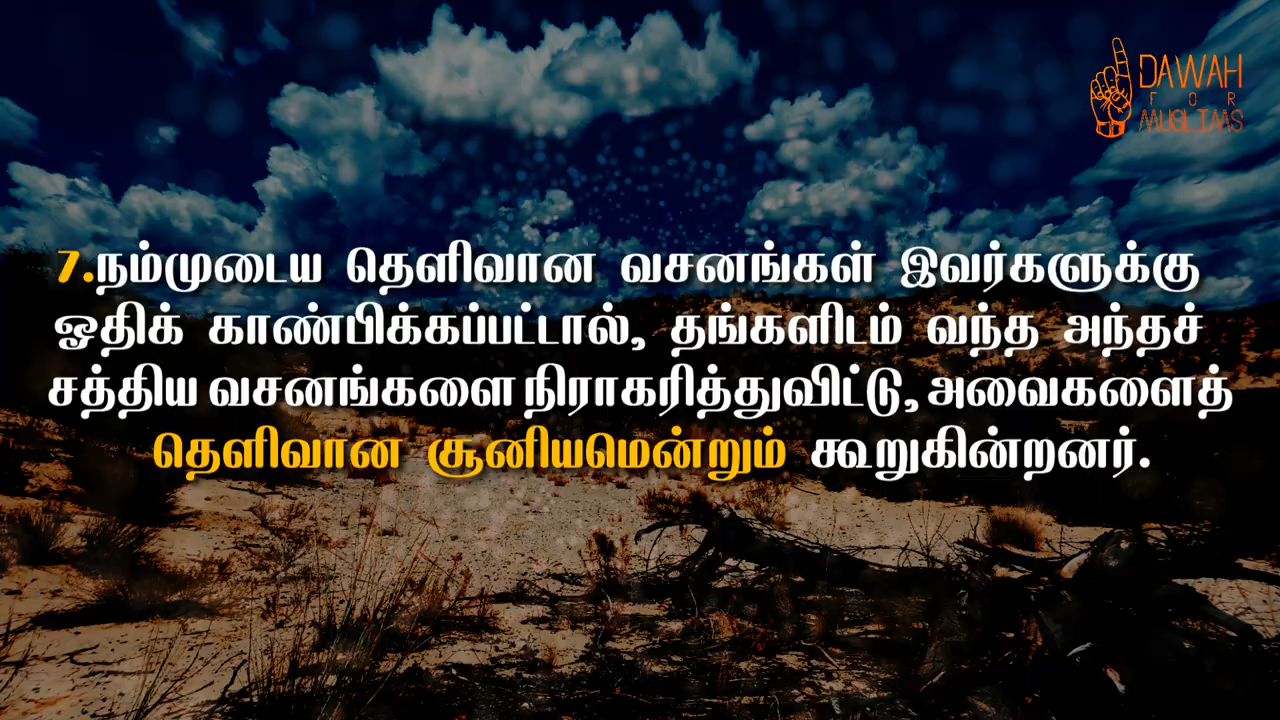 DAWAH
FOR
MUSLIMS
7.நம்முடைய தெளிவான வசனங்கள் இவர்களுக்கு
ஓதிக் காண்பிக்கப்பட்டால், தங்களிடம் வந்த அந்தச்
சத்திய வசனங்களை நிராகரித்துவிட்டு, அவைகளைத்
தெளிவான சூனியமென்றும் கூறுகின்றனர்.